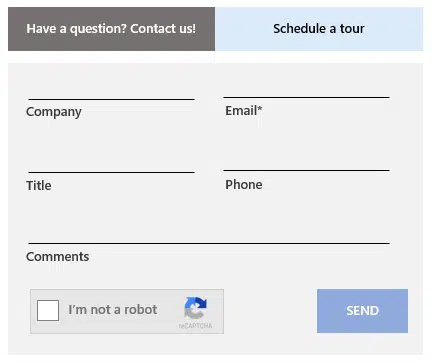 Have a question? Contact us!
Schedule a tour
Company
Email*
Title
Phone
Comments
I'm not a robot
reCAPTCHA
SEND